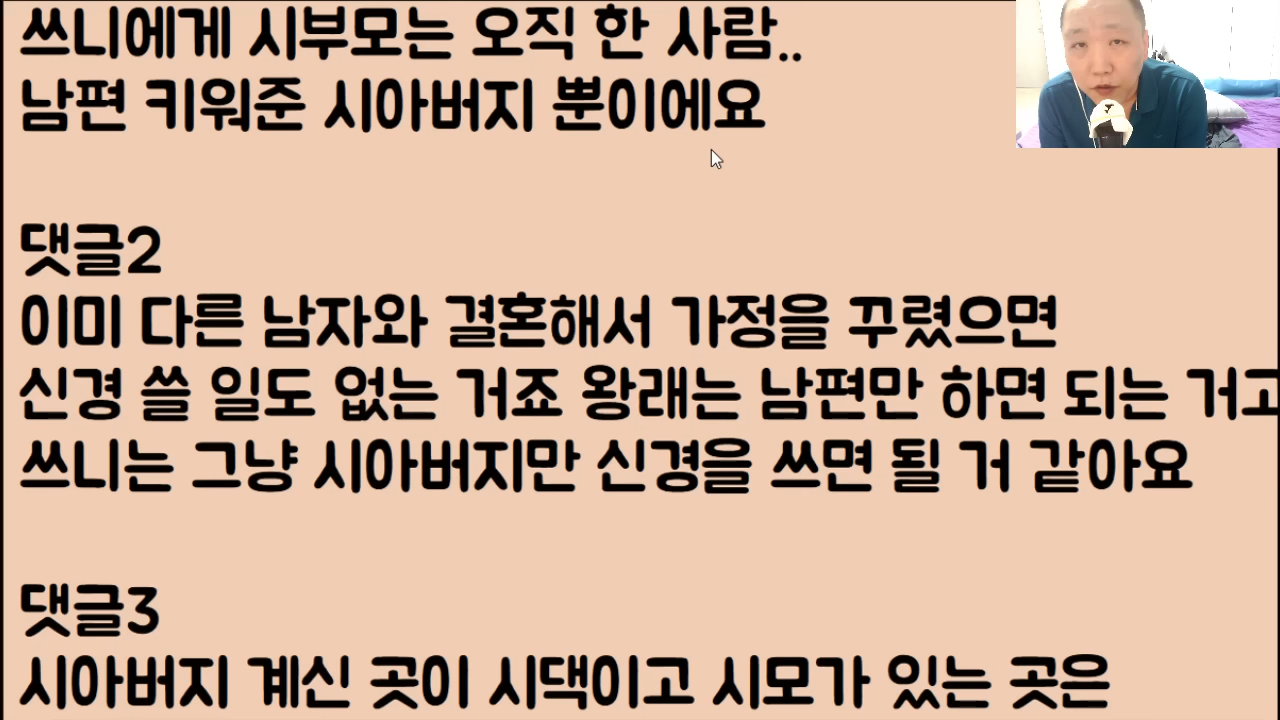 쓰니에게 시부모는 오직 한 사람..
남편 키워준 시아버지 뿐이에요
댓글2
이미 다른 남자와 결혼해서 가정을 꾸렸으면
신경 쓸 일도 없는 거죠 왕래는 남편만 하면 되는 거고
쓰니는 그냥 시아버지만 신경을 쓰면 될 거 같아요
댓글3
시아버지 계신 곳이 시댁이고 시모가 있는 곳은